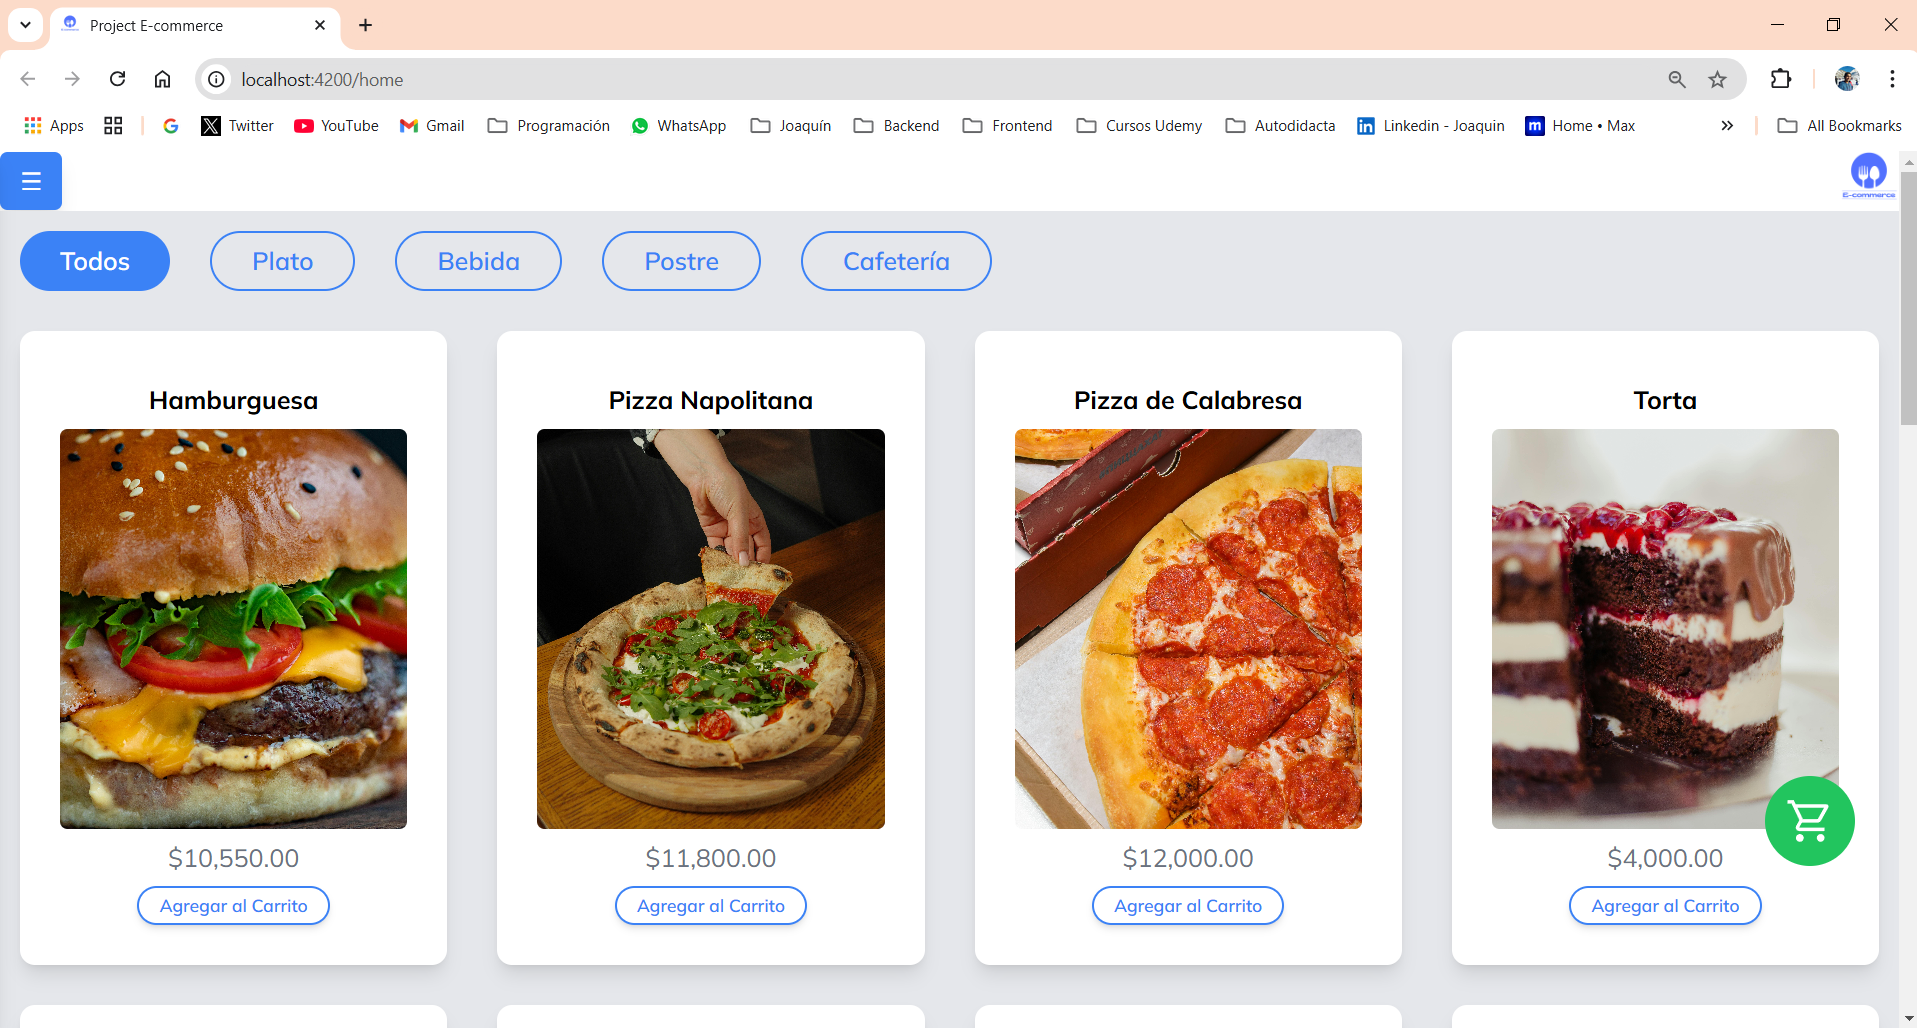 Project E-commerce
localhost:4200/home
Apps
Twitter
YouTube
Gmail
Programación
WhatsApp
Joaquín
Backend
Frontend
Cursos Udemy
Autodidacta
Linkedin - Joaquin
Home • Max
All Bookmarks
E-commerce
Todos
Plato
Bebida
Postre
Cafetería
Hamburguesa
Pizza Napolitana
Pizza de Calabresa
Torta
$10,550.00
$11,800.00
$12,000.00
$4,000.00
Agregar al Carrito
Agregar al Carrito
Agregar al Carrito
Agregar al Carrito